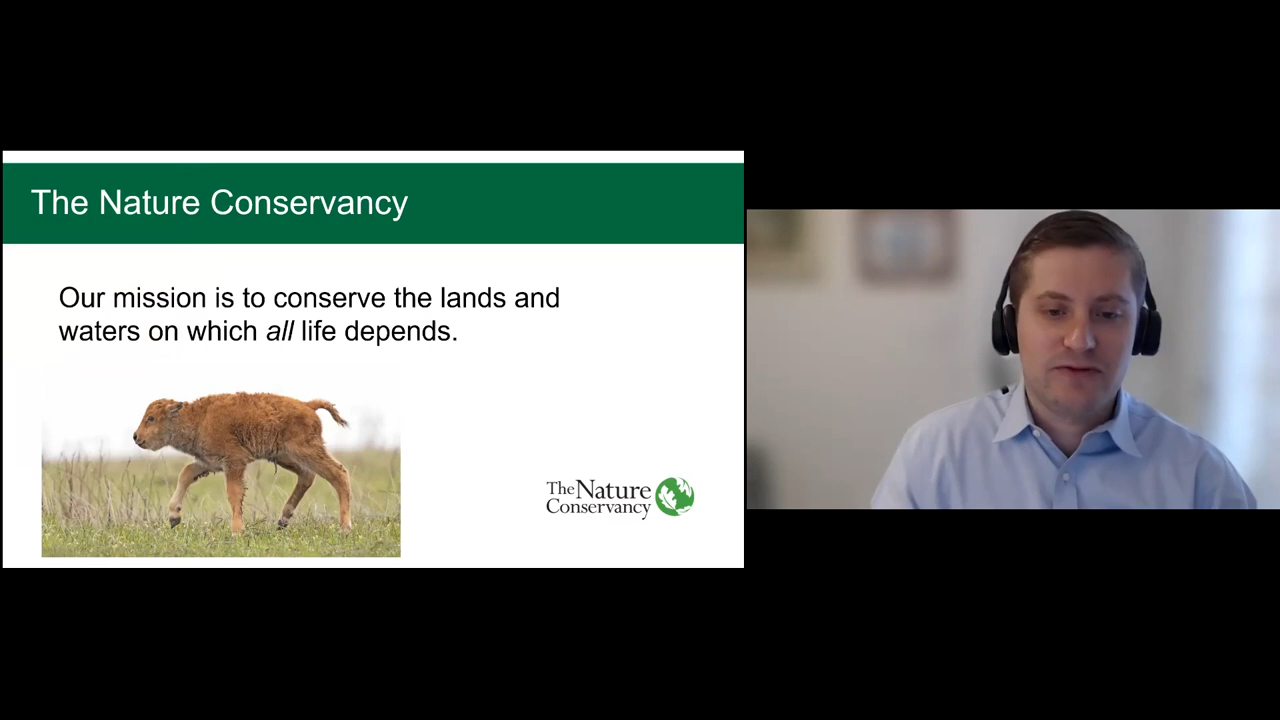 The Nature Conservancy
Our mission is to conserve the lands and
waters on which all life depends.
The Nature
Conservancy